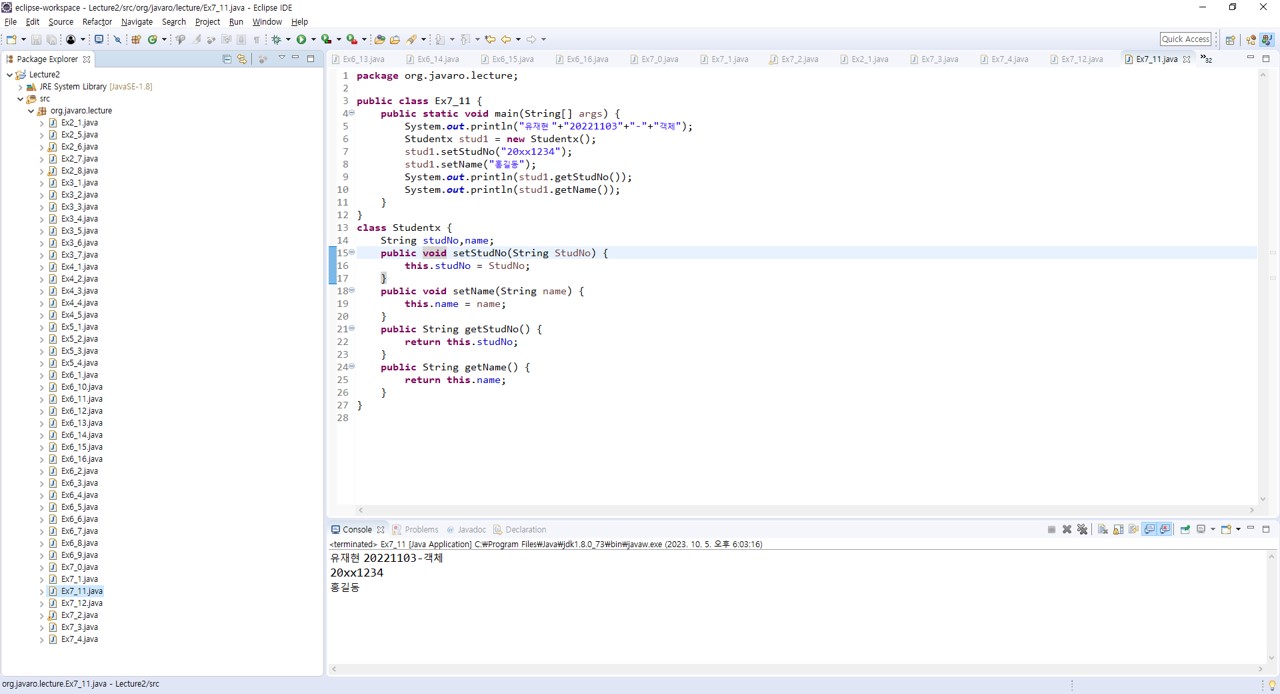 eclipse-workspace - Lecture2/src/org/javaro/lecture/Ex7_11.java - Eclipse IDE
File Edit Source Refactor Navigate Search Project Run Window Help
Quick Access
Package Explorer
Lecture2
JRE System Library [JavaSE-1.8]
src
org.javaro.lecture
Ex2_1.java
Ex2_5.java
Ex2_6.java
Ex2_7.java
Ex2_8.java
Ex3_1.java
Ex3_2.java
Ex3_3.java
Ex3_4.java
Ex3_5.java
Ex3_6.java
Ex3_7.java
Ex4_1.java
Ex4_2.java
Ex4_3.java
Ex4_4.java
Ex4_5.java
Ex5_1.java
Ex5_2.java
Ex5_3.java
Ex5_4.java
Ex6_1.java
Ex6_10.java
Ex6_11.java
Ex6_12.java
Ex6_13.java
Ex6_14.java
Ex6_15.java
Ex6_16.java
Ex6_2.java
Ex6_3.java
Ex6_4.java
Ex6_5.java
Ex6_6.java
Ex6_7.java
Ex6_8.java
Ex6_9.java
Ex7_0.java
Ex7_1.java
Ex7_11.java
Ex7_12.java
Ex7_2.java
Ex7_3.java
Ex7_4.java
Ex6_13.java Ex6_14.java Ex6_15.java Ex6_16.java Ex7_0.java Ex7_1.java Ex7_2.java Ex2_1.java Ex7_3.java Ex7_4.java Ex7_12.java Ex7_11.java »32
1 package org.javaro.lecture;
2
3 public class Ex7_11 {
4 public static void main(String[] args) {
5 System.out.println("유재현 "+"20221103"+"-"+"객체");
6 Studentx stud1 = new Studentx();
7 stud1.setStudNo("20xx1234");
8 stud1.setName("홍길동");
9 System.out.println(stud1.getStudNo());
10 System.out.println(stud1.getName());
11 }
12 }
13 class Studentx {
14 String studNo,name;
15 public void setStudNo(String StudNo) {
16 this.studNo = StudNo;
17 }
18 public void setName(String name) {
19 this.name = name;
20 }
21 public String getStudNo() {
22 return this.studNo;
23 }
24 public String getName() {
25 return this.name;
26 }
27 }
28
Console Problems Javadoc Declaration
<terminated> Ex7_11 [Java Application] C:₩Program Files₩Java₩jdk1.8.0_73₩bin₩javaw.exe (2023. 10. 5. 오후 6:03:16)
유재현 20221103-객체
20xx1234
홍길동
org.javaro.lecture.Ex7_11.java - Lecture2/src